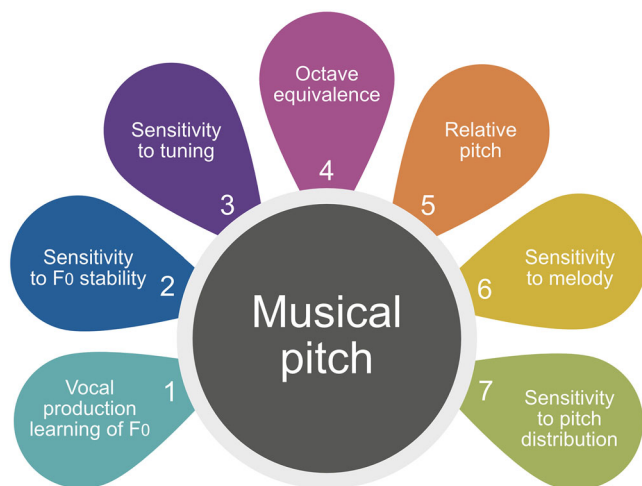 Octave
equivalence
4
Sensitivity
to tuning
3
Relative
pitch
5
Sensitivity
to F0 stability
2
Sensitivity
to melody
6
Musical
pitch
Vocal
production
learning of F0
1
7
Sensitivity
to pitch
distribution